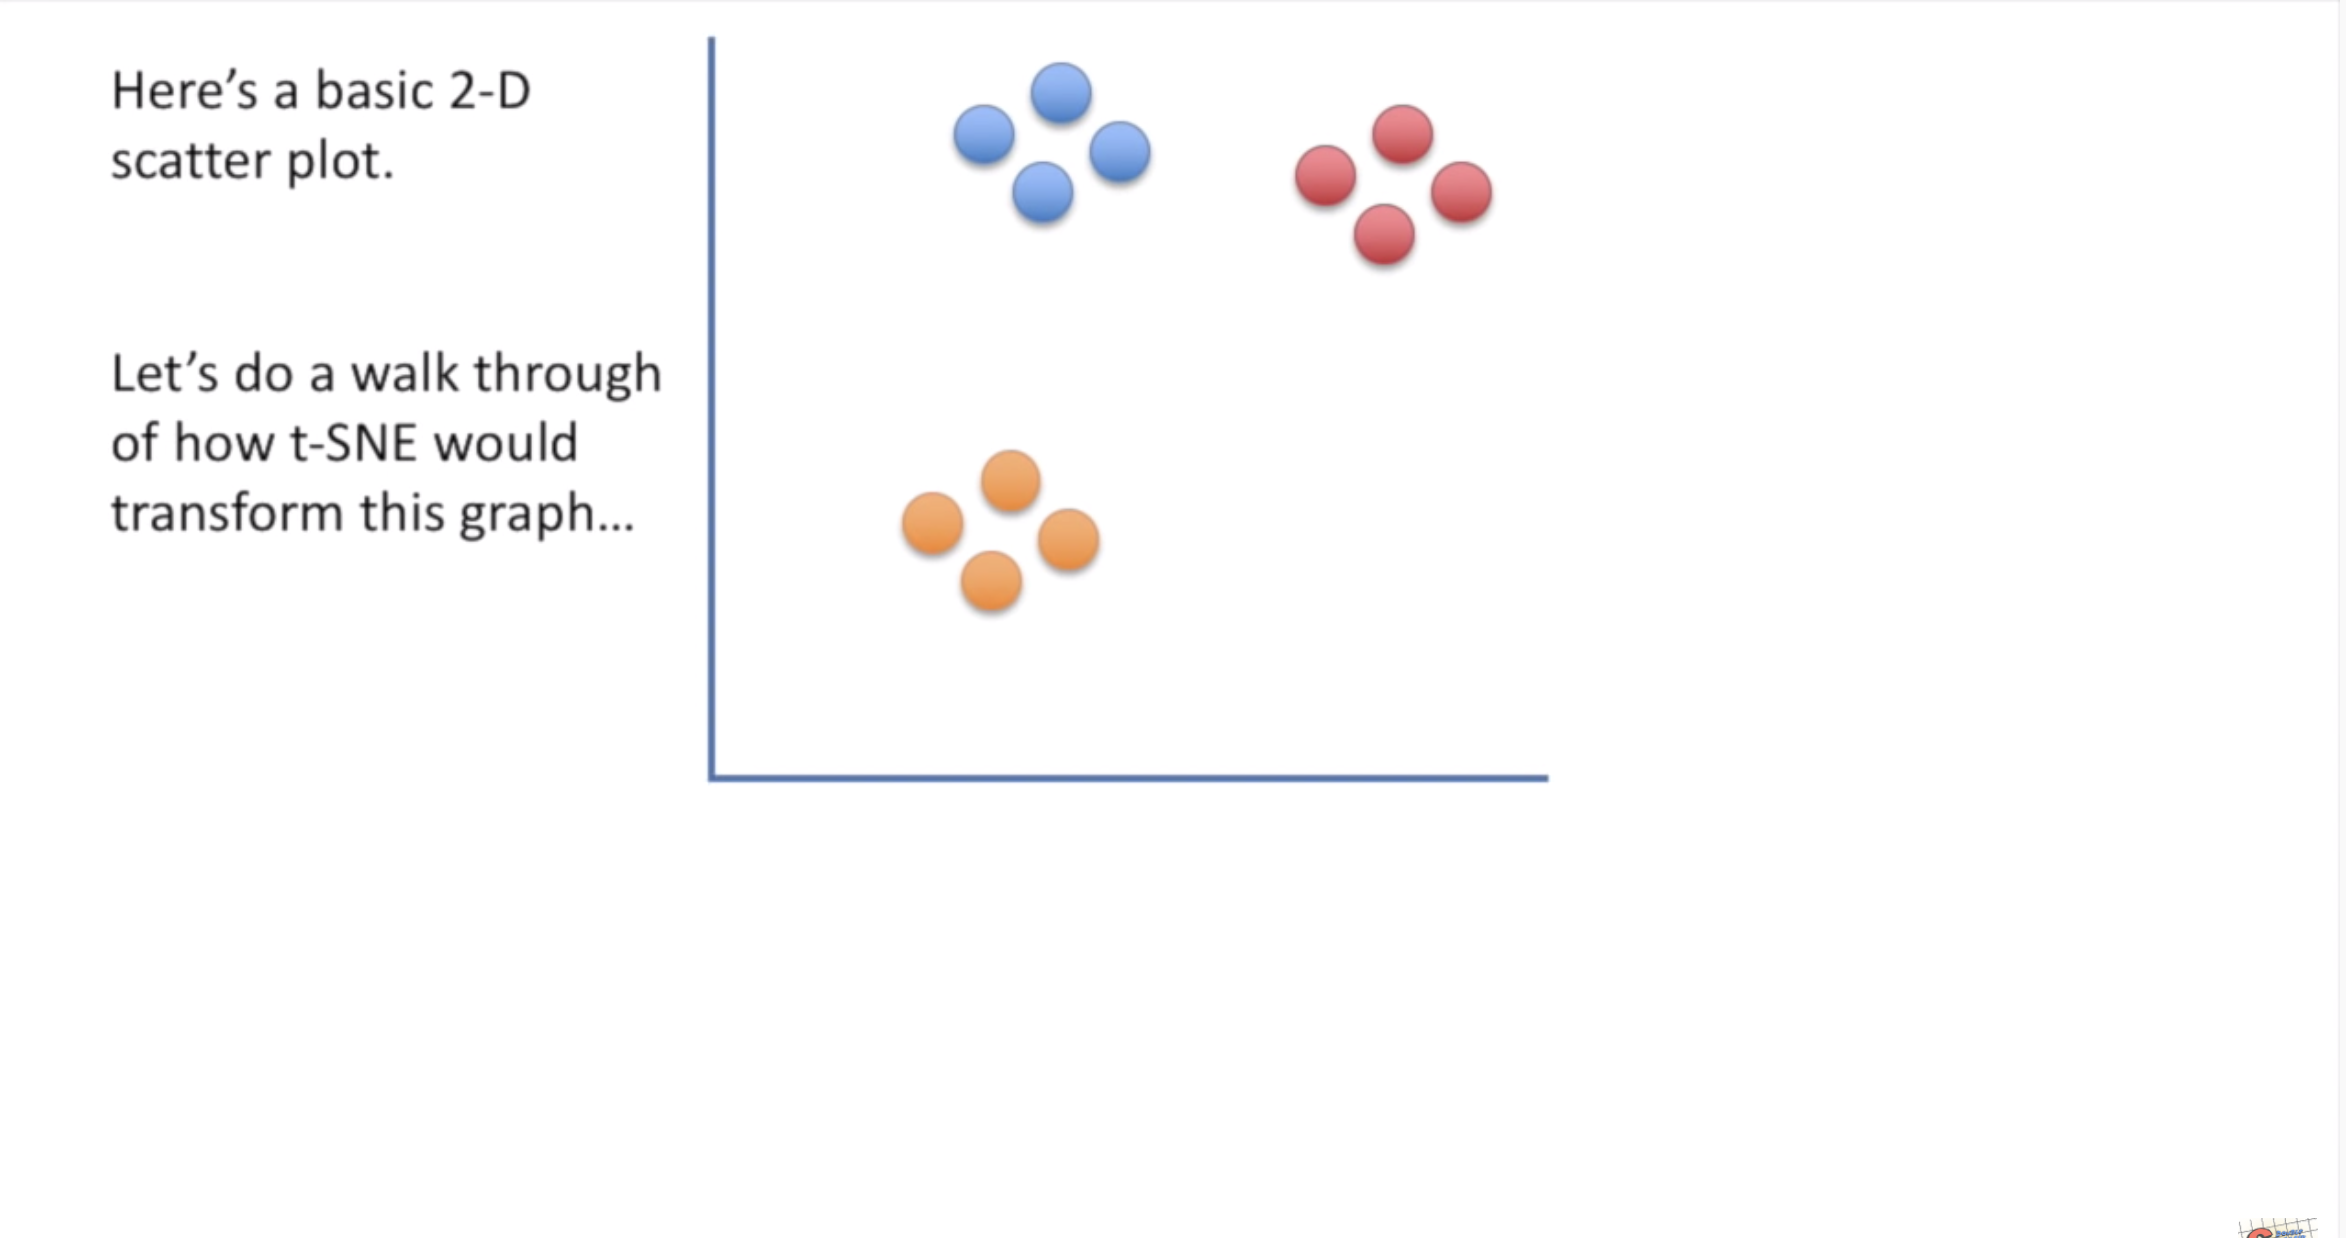 Here’s a basic 2-D
scatter plot.
Let’s do a walk through
of how t-SNE would
transform this graph...